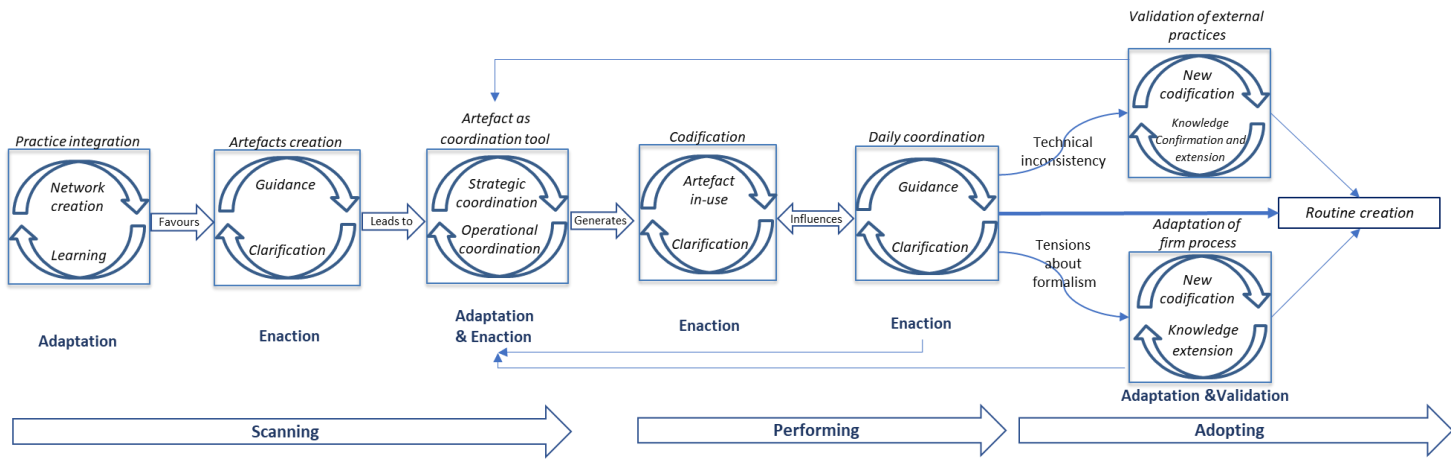 Validation of external
practices
New
codification
Knowledge
Confirmation and
extension
Practice integration
Network
creation
Learning
Adaptation
Favours
Artefacts creation
Guidance
Clarification
Enaction
Leads to
Artefact as
coordination tool
Strategic
coordination
Operational
coordination
Adaptation
& Enaction
Generates
Codification
Artefact
in-use
Clarification
Enaction
Influences
Daily coordination
Guidance
Clarification
Enaction
Technical
inconsistency
Tensions
about
formalism
Adaptation of
firm process
New
codification
Knowledge
extension
Adaptation &Validation
Routine creation
Scanning
Performing
Adopting